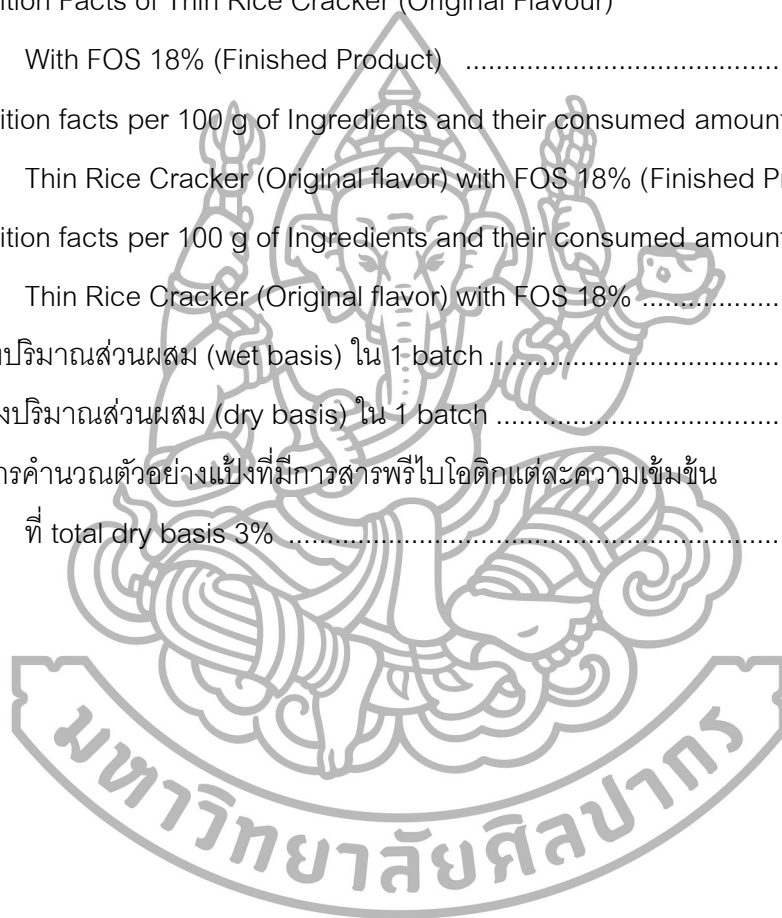 ition Facts of Thin Rice Cracker (Original Flavour)
With FOS 18% (Finished Product) .........................................
ition facts per 100 g of Ingredients and their consumed amount
Thin Rice Cracker (Original flavor) with FOS 18% (Finished P
ition facts per 100 g of Ingredients and their consumed amount
Thin Rice Cracker (Original flavor) with FOS 18% ..................
ปริมาณส่วนผสม (wet basis) ใน 1 batch ......................................
งปริมาณส่วนผสม (dry basis) ใน 1 batch .....................................
ารคำนวณตัวอย่างแป้งที่มีการสารพรีไบโอติกแต่ละความเข้มข้น
ที่ total dry basis 3% ................................................................
มหาวิทยาลัยศิลปากร